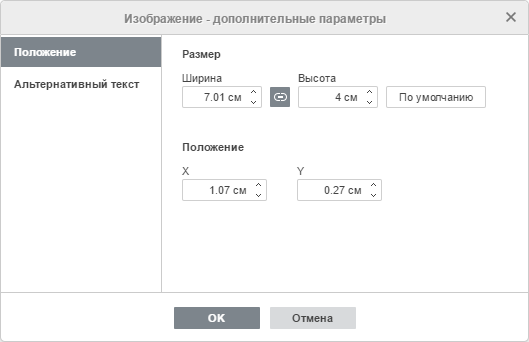 Изображение - дополнительные параметры
Положение
Альтернативный текст
Размер
Ширина Высота
7.01 см 4 см По умолчанию
Положение
X Y
1.07 см 0.27 см
OK Отмена